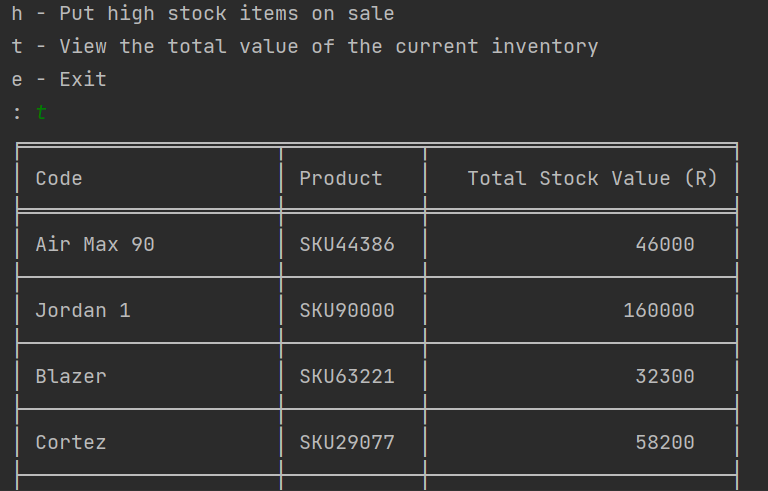 h - Put high stock items on sale
t - View the total value of the current inventory
e - Exit
: t
Code Product Total Stock Value (R)
Air Max 90 SKU44386 46000
Jordan 1 SKU90000 160000
Blazer SKU63221 32300
Cortez SKU29077 58200